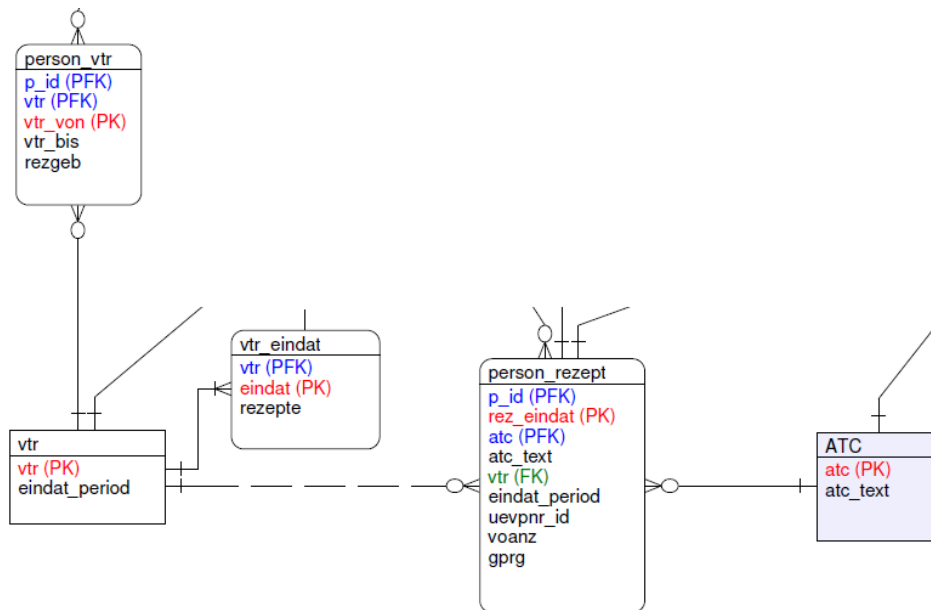 person_vtr
p_id (PFK)
vtr (PFK)
vtr_von (PK)
vtr_bis
rezgeb
vtr_eindat
vtr (PFK)
eindat (PK)
rezepte
vtr
vtr (PK)
eindat_period
person_rezept
p_id (PFK)
rez_eindat (PK)
atc (PFK)
atc_text
vtr (FK)
eindat_period
uevpnr_id
voanz
gprg
ATC
atc (PK)
atc_text